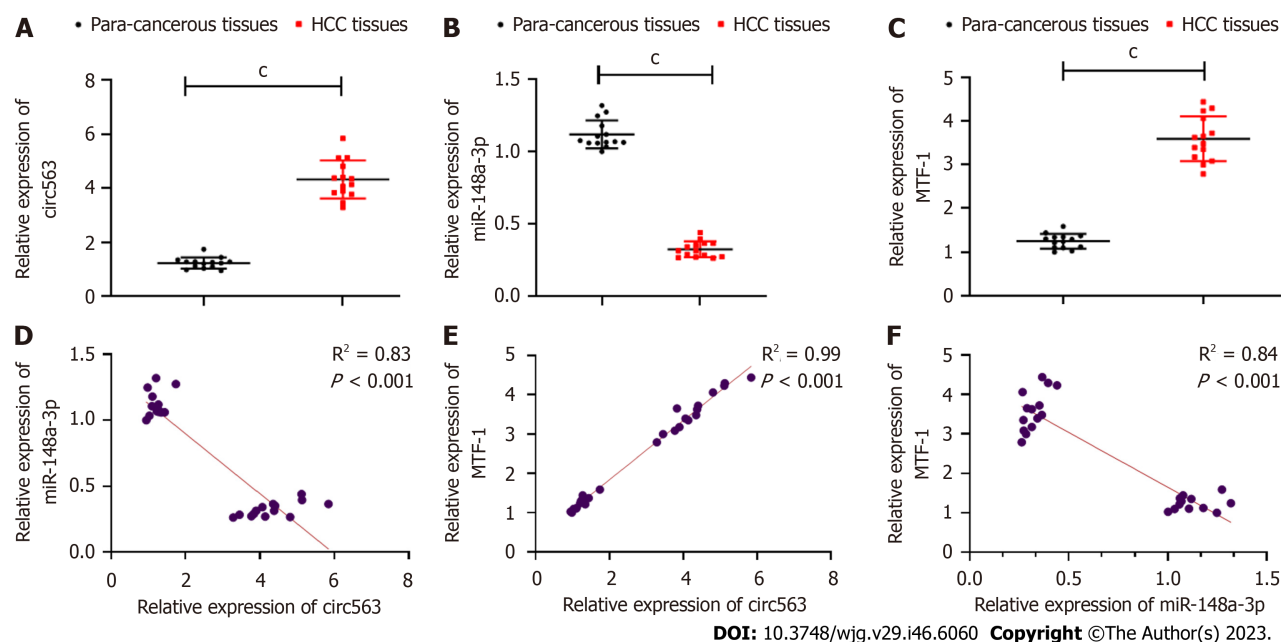 A
Para-cancerous tissues
HCC tissues
Relative expression of
circ563
8
6
4
2
0
c
B
Para-cancerous tissues
HCC tissues
Relative expression of
miR-148a-3p
1.5
1.0
0.5
0.0
c
C
Para-cancerous tissues
HCC tissues
Relative expression of
MTF-1
5
4
3
2
1
0
c
D
Relative expression of
miR-148a-3p
1.5
1.0
0.5
0.0
R² = 0.83
P < 0.001
0 2 4 6 8
Relative expression of circ563
E
Relative expression of
MTF-1
5
4
3
2
1
0
R² = 0.99
P < 0.001
0 2 4 6 8
Relative expression of circ563
F
Relative expression of
MTF-1
5
4
3
2
1
0
R² = 0.84
P < 0.001
0.0 0.5 1.0 1.5
Relative expression of miR-148a-3p
DOI: 10.3748/wjg.v29.i46.6060 Copyright ©The Author(s) 2023.